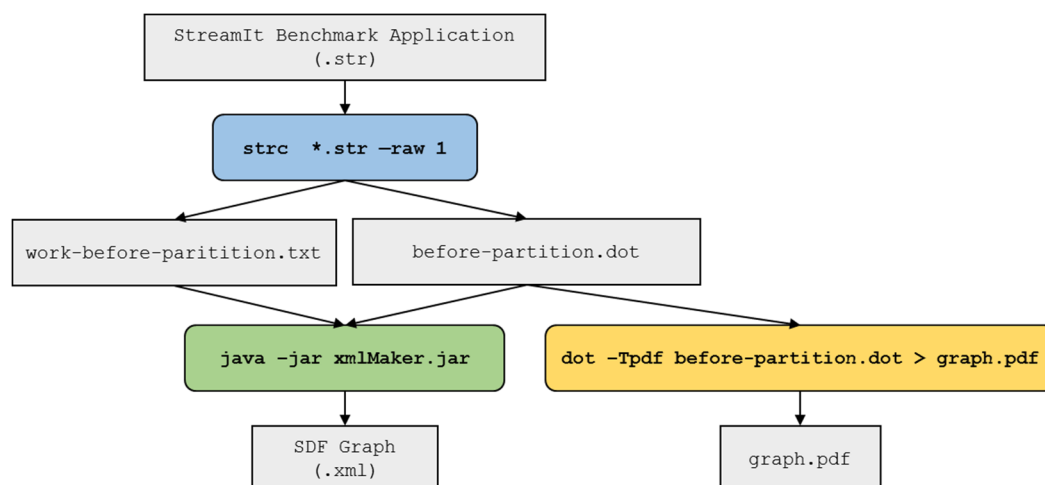 StreamIt Benchmark Application
(.str)
strc  *.str —raw 1
work-before-paritition.txt
before-partition.dot
java –jar xmlMaker.jar
dot –Tpdf before-partition.dot > graph.pdf
SDF Graph
(.xml)
graph.pdf